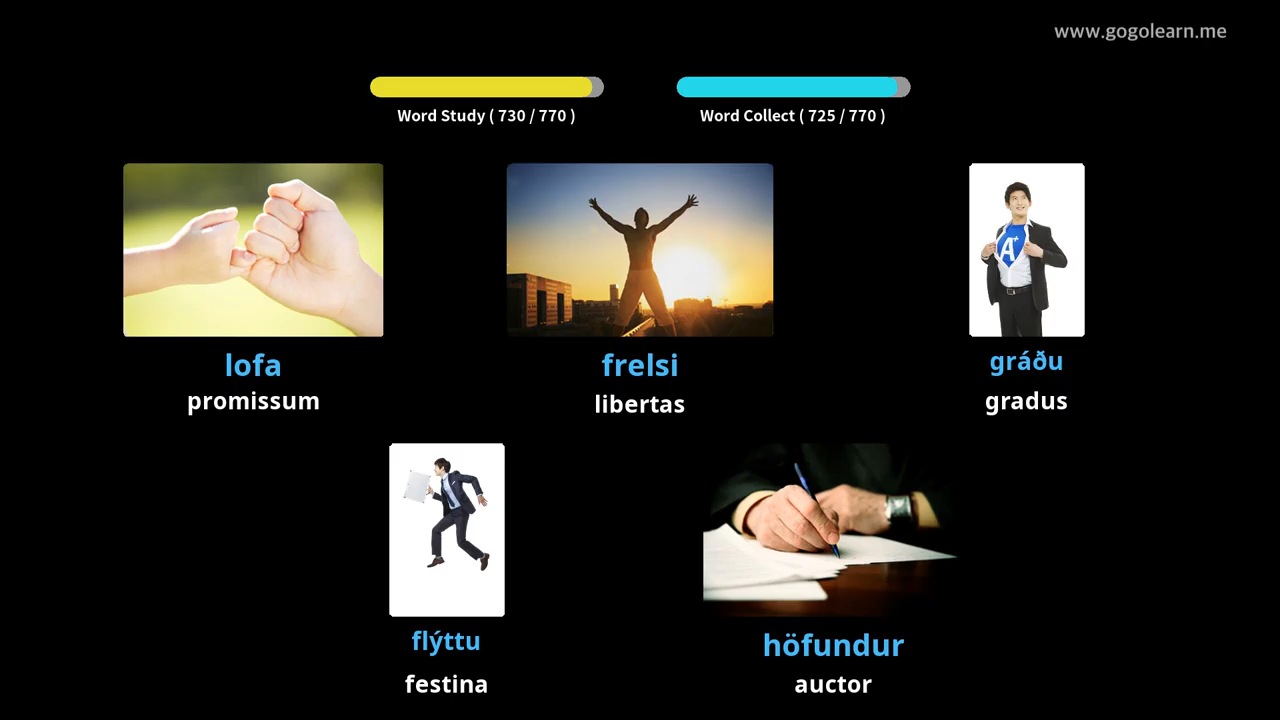 www.gogolearn.me
Word Study ( 730 / 770 )
Word Collect ( 725 / 770 )
A+
lofa
promissum
frelsi
libertas
gráðu
gradus
flýttu
festina
höfundur
auctor